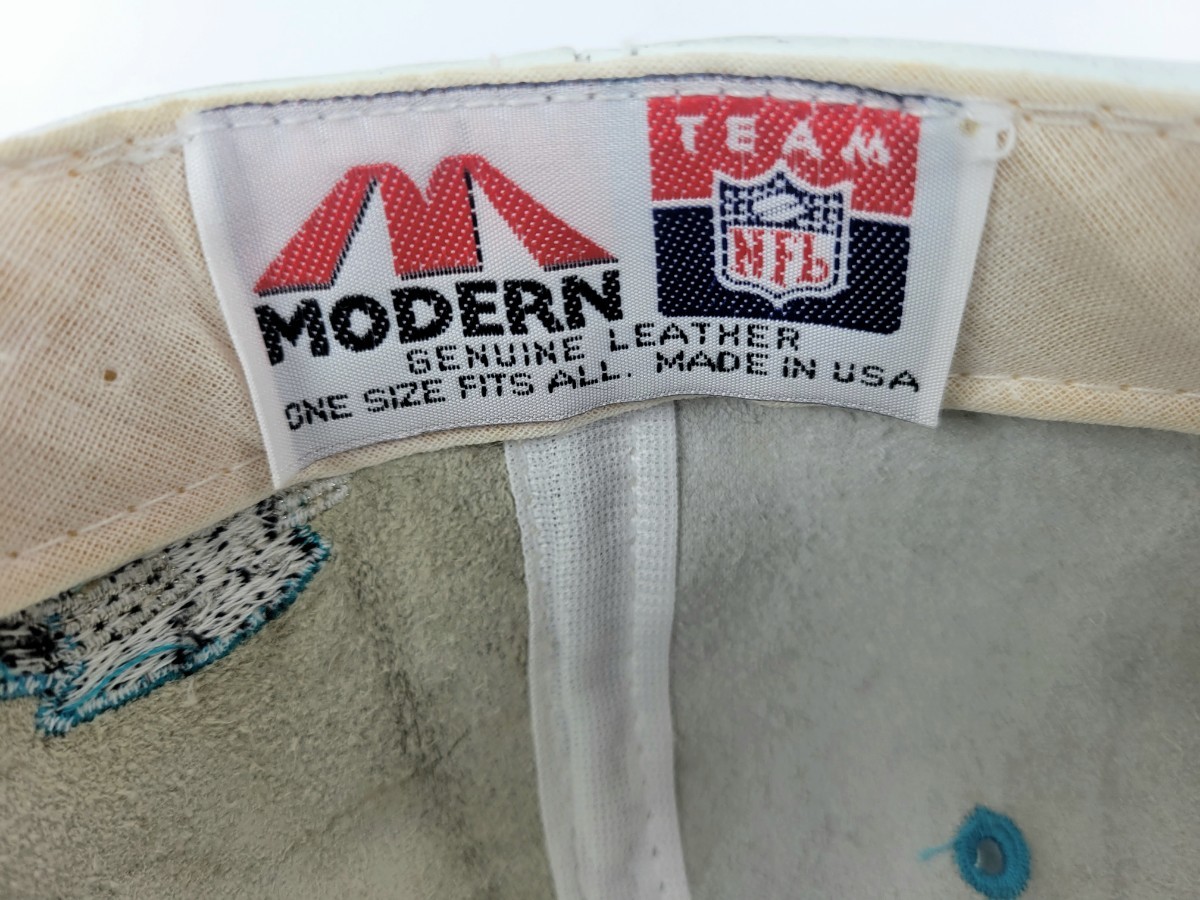 TEAM
NFL
MODERN
GENUINE LEATHER
ONE SIZE FITS ALL. MADE IN USA